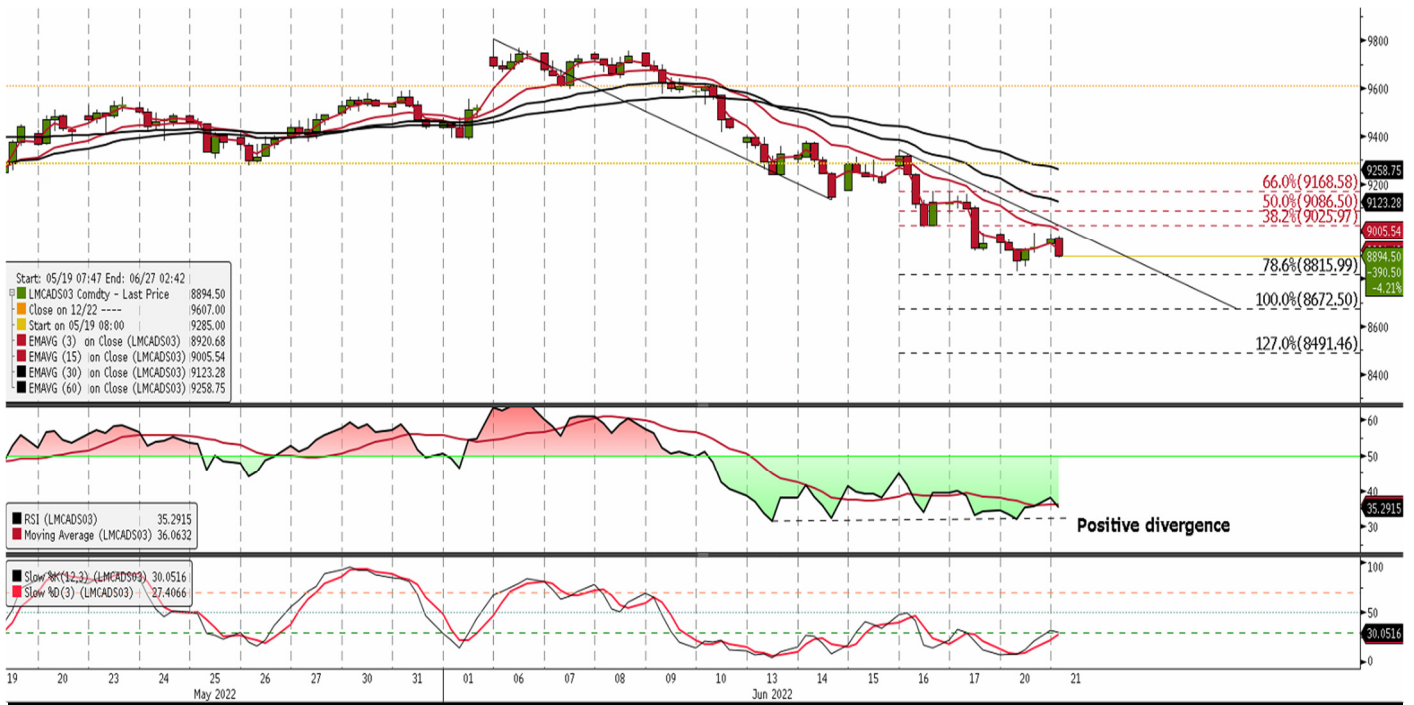 9800
9600
9400
9258.75
9200
9123.28
9005.54
8894.50
-390.50
-4.21%
8600
8400
66.0%(9168.58)
50.0%(9086.50)
38.2%(9025.97)
78.6%(8815.99)
100.0%(8672.50)
127.0%(8491.46)
Start: 05/19 07:47 End: 06/27 02:42
LMCADS03 Comdty - Last Price 8894.50
Close on 12/22 ---- 9607.00
Start on 05/19 08:00 9285.00
EMAVG (3) on Close (LMCADS03) 8920.68
EMAVG (15) on Close (LMCADS03) 9005.54
EMAVG (30) on Close (LMCADS03) 9123.28
EMAVG (60) on Close (LMCADS03) 9258.75
60
50
40
35.2915
30
Positive divergence
RSI (LMCADS03) 35.2915
Moving Average (LMCADS03) 36.0632
Slow %K(12,3) (LMCADS03) 30.0516
Slow %D(3) (LMCADS03) 27.4066
100
50
30.0516
0
19 20 23 24 25 26 27 30 31 01 06 07 08 09 10 13 14 15 16 17 20 21
May 2022 Jun 2022